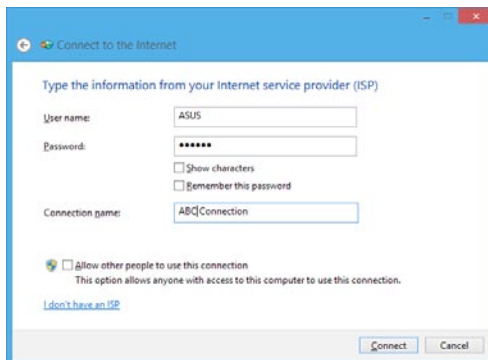 Connect to the Internet
Type the information from your Internet service provider (ISP)
User name:
ASUS
Password:
••••••
Show characters
Remember this password
Connection name:
ABC Connection
Allow other people to use this connection
This option allows anyone with access to this computer to use this connection.
I don't have an ISP
Connect
Cancel